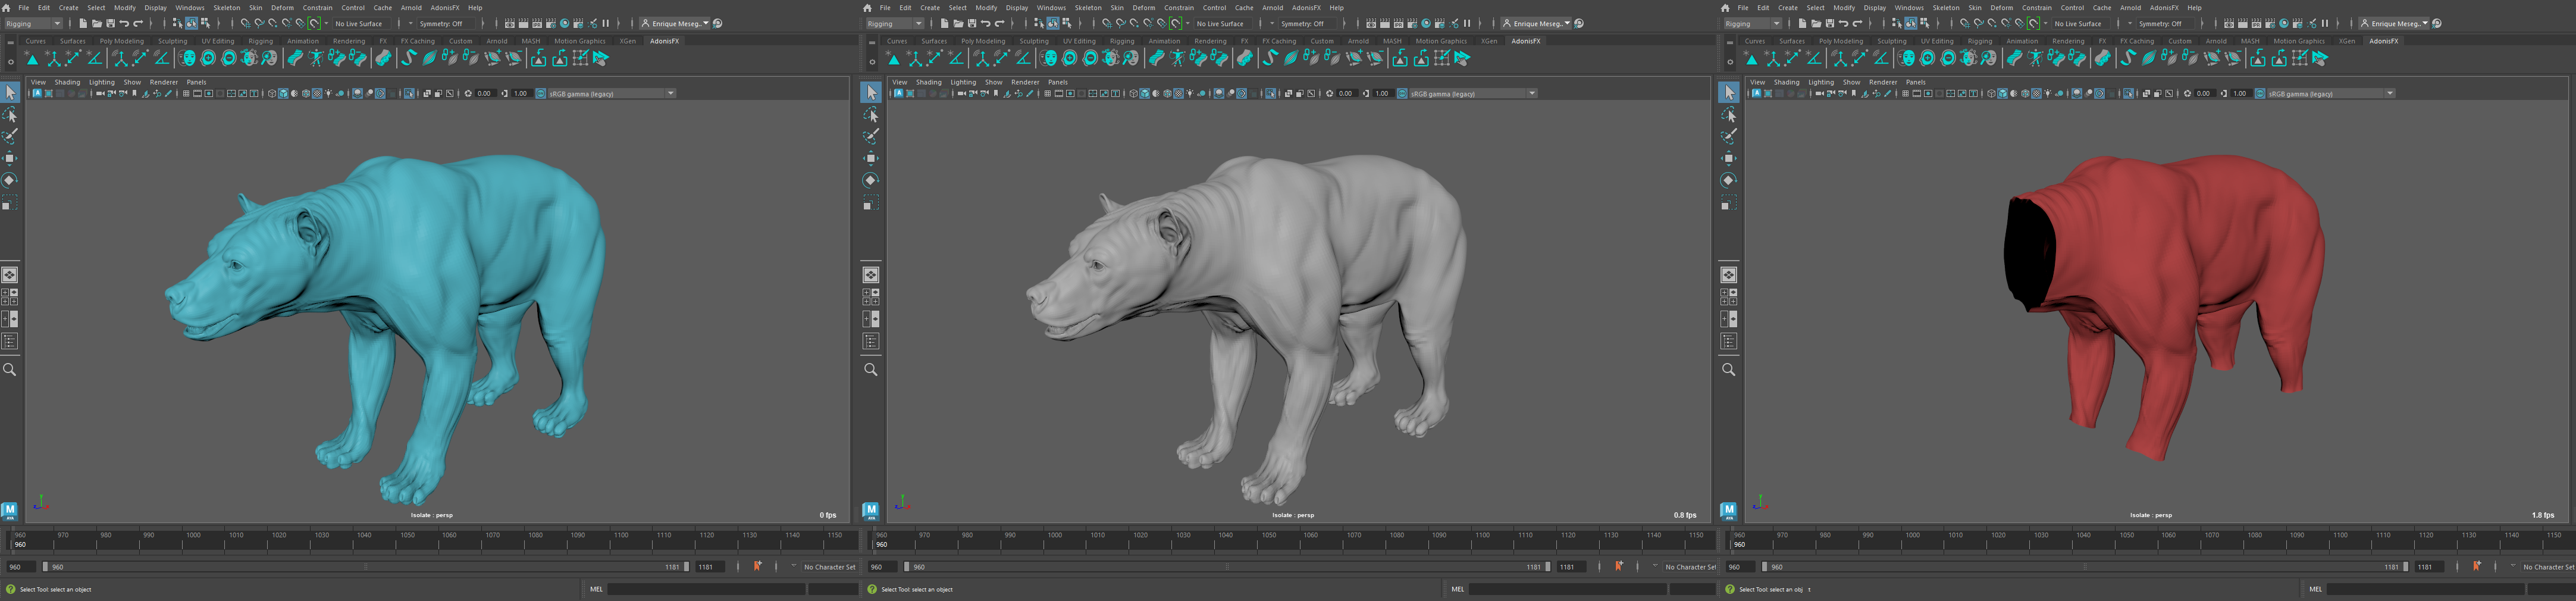 File Edit Create Select Modify Display Windows Skeleton Skin Deform Constrain Control Cache Arnold AdonisFX Help
Rigging No Live Surface Symmetry: Off Enrique Meseg..
Curves Surfaces Poly Modeling Sculpting UV Editing Rigging Animation Rendering FX FX Caching Custom Arnold MASH Motion Graphics XGen AdonisFX
View Shading Lighting Show Renderer Panels
0.00 1.00 sRGB gamma (legacy)
M
Isolate : persp 0 fps
960 970 980 990 1000 1010 1020 1030 1040 1050 1060 1070 1080 1090 1100 1110 1120 1130 1140 1150
960
960 960 1181 1181 No Character Set
Select Tool: select an object MEL
File Edit Create Select Modify Display Windows Skeleton Skin Deform Constrain Control Cache Arnold AdonisFX Help
Rigging No Live Surface Symmetry: Off Enrique Meseg..
Curves Surfaces Poly Modeling Sculpting UV Editing Rigging Animation Rendering FX FX Caching Custom Arnold MASH Motion Graphics XGen AdonisFX
View Shading Lighting Show Renderer Panels
0.00 1.00 sRGB gamma (legacy)
M
Isolate : persp 0.8 fps
960 970 980 990 1000 1010 1020 1030 1040 1050 1060 1070 1080 1090 1100 1110 1120 1130 1140 1150
960
960 960 1181 1181 No Character Set
Select Tool: select an object MEL
File Edit Create Select Modify Display Windows Skeleton Skin Deform Constrain Control Cache Arnold AdonisFX Help
Rigging No Live Surface Symmetry: Off Enrique Meseg..
Curves Surfaces Poly Modeling Sculpting UV Editing Rigging Animation Rendering FX FX Caching Custom Arnold MASH Motion Graphics XGen AdonisFX
View Shading Lighting Show Renderer Panels
0.00 1.00 sRGB gamma (legacy)
M
Isolate : persp 1.8 fps
960 970 980 990 1000 1010 1020 1030 1040 1050 1060 1070 1080 1090 1100 1110 1120 1130 1140 1150
960
960 960 1181 1181 No Character Set
Select Tool: select an obj MEL